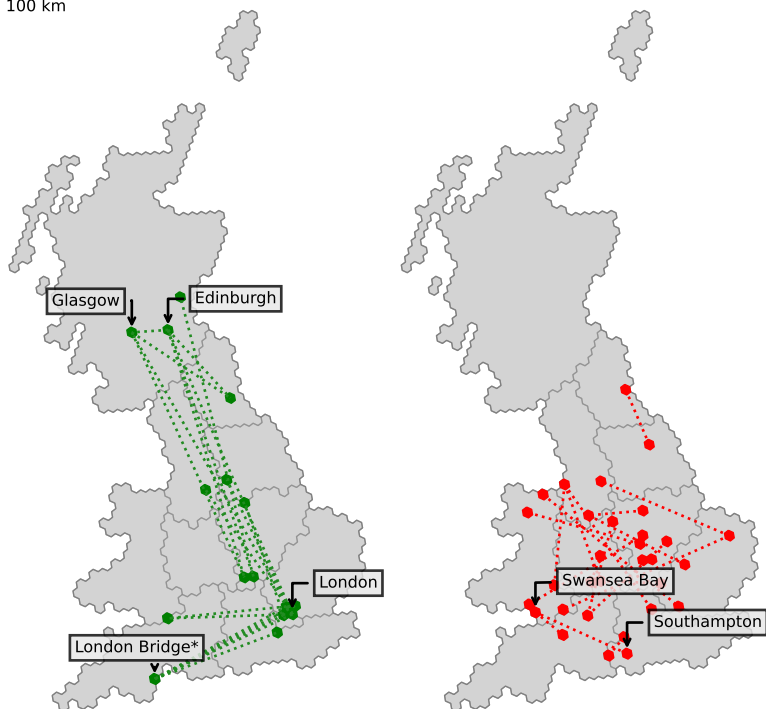 100 km
Glasgow
Edinburgh
London
London Bridge*
Swansea Bay
Southampton